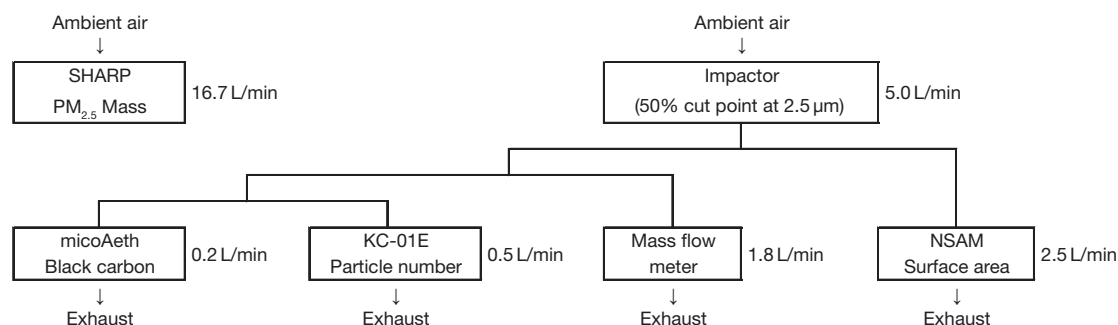 Ambient air
↓
SHARP
PM2.5 Mass
16.7 L/min
Ambient air
↓
Impactor
(50% cut point at 2.5 µm)
5.0 L/min
micoAeth
Black carbon
0.2 L/min
↓
Exhaust
KC-01E
Particle number
0.5 L/min
↓
Exhaust
Mass flow
meter
1.8 L/min
↓
Exhaust
NSAM
Surface area
2.5 L/min
↓
Exhaust